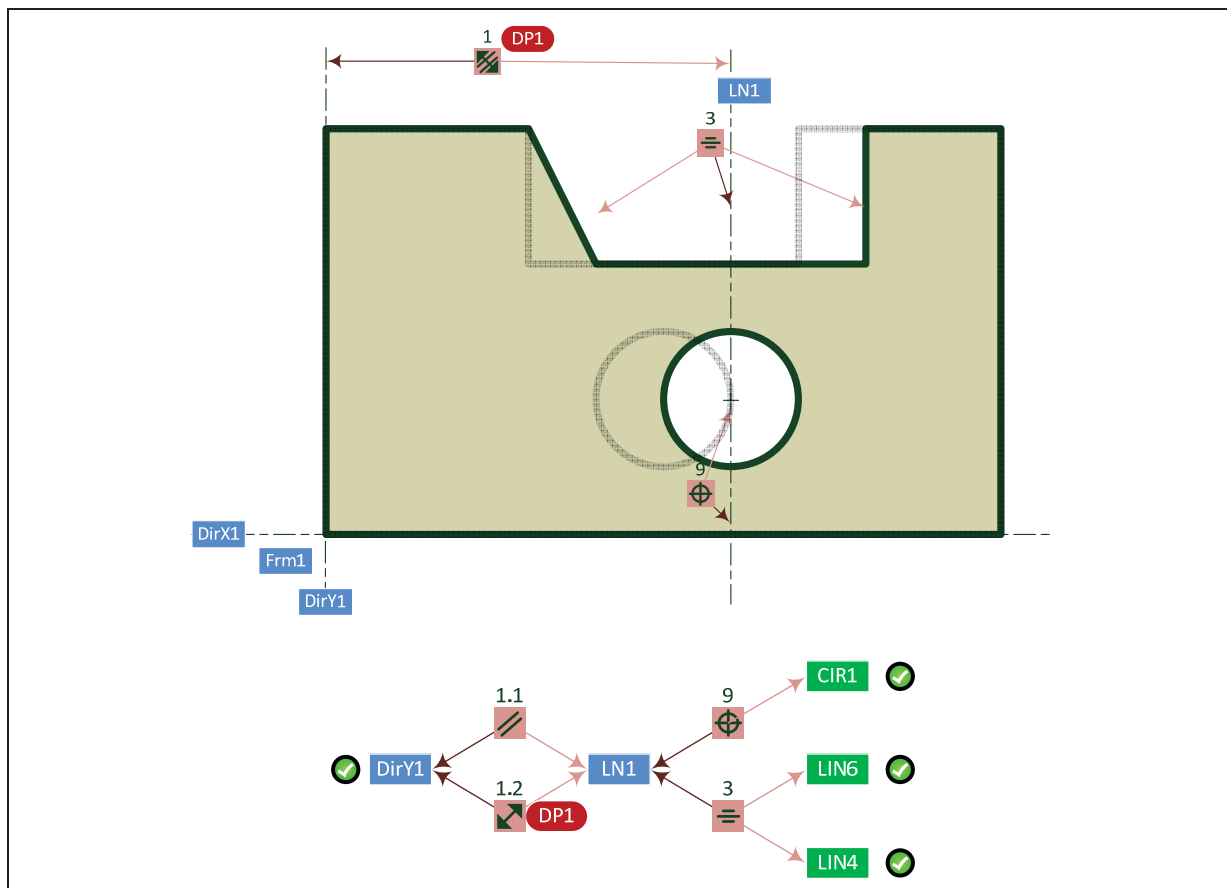 1 DP1
LN1
3
9
DirX1
Frm1
DirY1
CIR1
1.1 9
DirY1 LN1 LIN6
1.2 3
DP1
LIN4